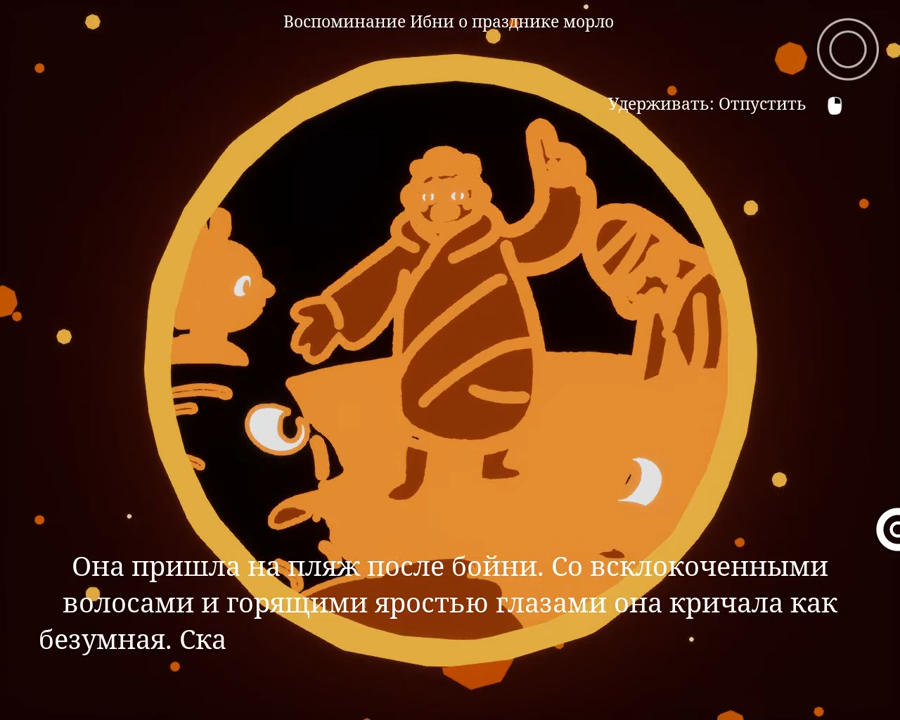 Воспоминание Ибни о празднике морло
Удерживать: Отпустить
Она пришла на пляж после бойни. Со всклокоченными
волосами и горящими яростью глазами она кричала как
безумная. Ска